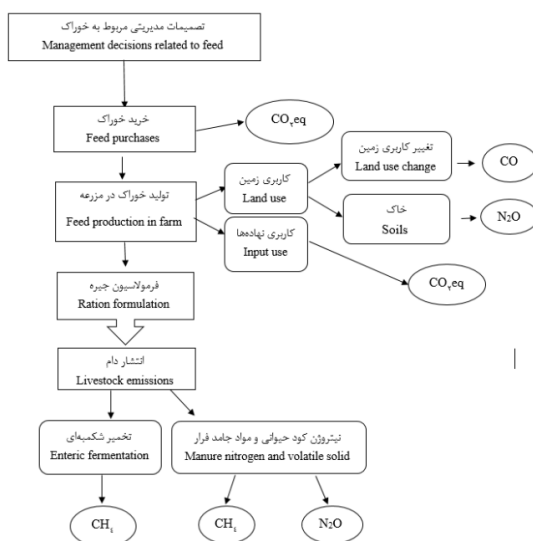 تصمیمات مدیریتی مربوط به خوراک
Management decisions related to feed
خرید خوراک
Feed purchases
CO₂eq
تغییر کاربری زمین
Land use change
CO
تولید خوراک در مزرعه
Feed production in farm
کاربری زمین
Land use
خاک
Soils
N2O
کاربری نهاده‌ها
Input use
CO₂eq
فرمولاسیون جیره
Ration formulation
انتشار دام
Livestock emissions
تخمیر شکمبه‌ای
Enteric fermentation
نیتروژن کود حیوانی و مواد جامد فرار
Manure nitrogen and volatile solid
CH₄
CH₄
N2O